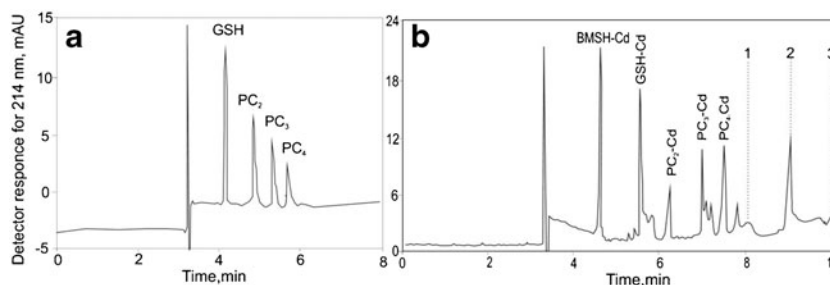 a
GSH
PC2
PC3
PC4
Detector responce for 214 nm, mAU
15
10
5
0
-5
0 2 4 6 8
Time,min
b
BMSH-Cd
GSH-Cd
PC2-Cd
PC3-Cd
PC4 Cd
1 2 3
24
18
12
6
0
0 2 4 6 8 1
Time,min